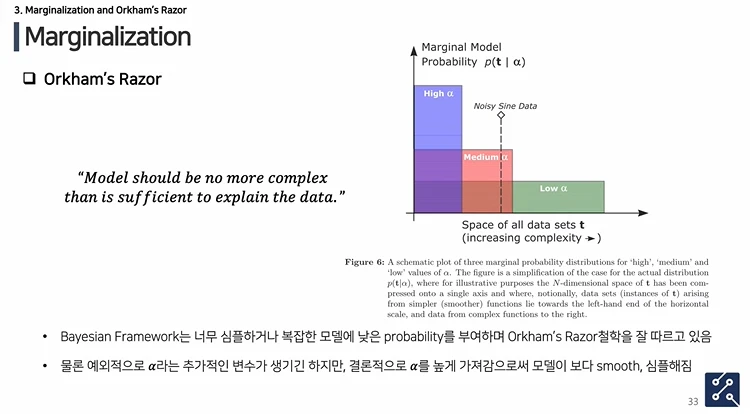 3. Marginalization and Orkham's Razor
Marginalization
❑ Orkham's Razor
"Model should be no more complex
than is sufficient to explain the data."
Marginal Model
Probability p(t | α)
High α
Noisy Sine Data
Medium α
Low α
Space of all data sets t
(increasing complexity ➛)
Figure 6: A schematic plot of three marginal probability distributions for 'high', 'medium' and
'low' values of α. The figure is a simplification of the case for the actual distribution
p(t|α), where for illustrative purposes the N-dimensional space of t has been com-
pressed onto a single axis and where, notionally, data sets (instances of t) arising
from simpler (smoother) functions lie towards the left-hand end of the horizontal
scale, and data from complex functions to the right.
• Bayesian Framework는 너무 심플하거나 복잡한 모델에 낮은 probability를 부여하며 Orkham's Razor철학을 잘 따르고 있음
• 물론 예외적으로 α라는 추가적인 변수가 생기긴 하지만, 결론적으로 α를 높게 가져감으로써 모델이 보다 smooth, 심플해짐
33